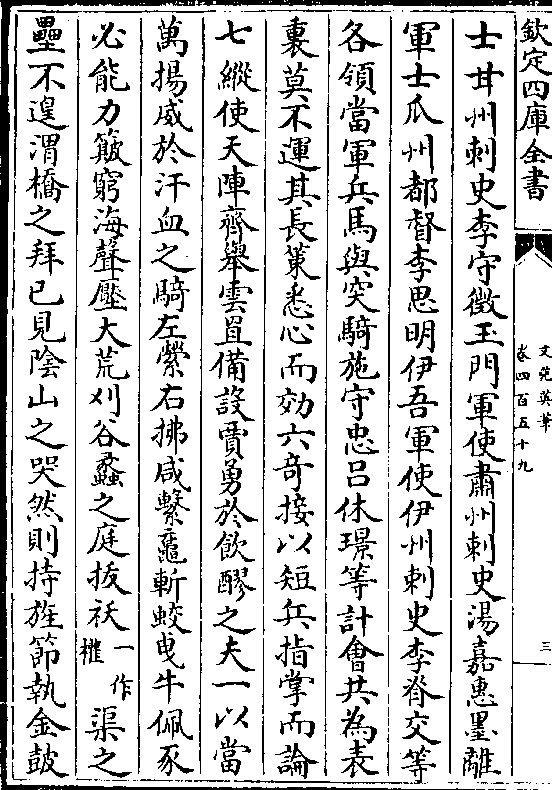 欽定四庫全書
文苑英華
卷四百五十九
三
士甘州刺史李守徵玉門軍使肅州刺史湯嘉惠墨離
軍士瓜州都督李思明伊吾軍使伊州刺史李脊交等
各領當軍兵馬與突騎施守忠呂休璟等計會共為表
裏莫不運其長策悉心而効六奇接以短兵指掌而論
七縱使天陣齊舉雲罝備設賈勇於飲醪之夫一以當
萬揚威於汗血之騎左縈右拂咸繫黿斬蛟曳牛佩豕
必能力簸窮海聲壓大荒刈谷蠡之庭拔祅一作檵渠之
壘不遑渭橋之拜已見陰山之哭然則持旌節執金鼓